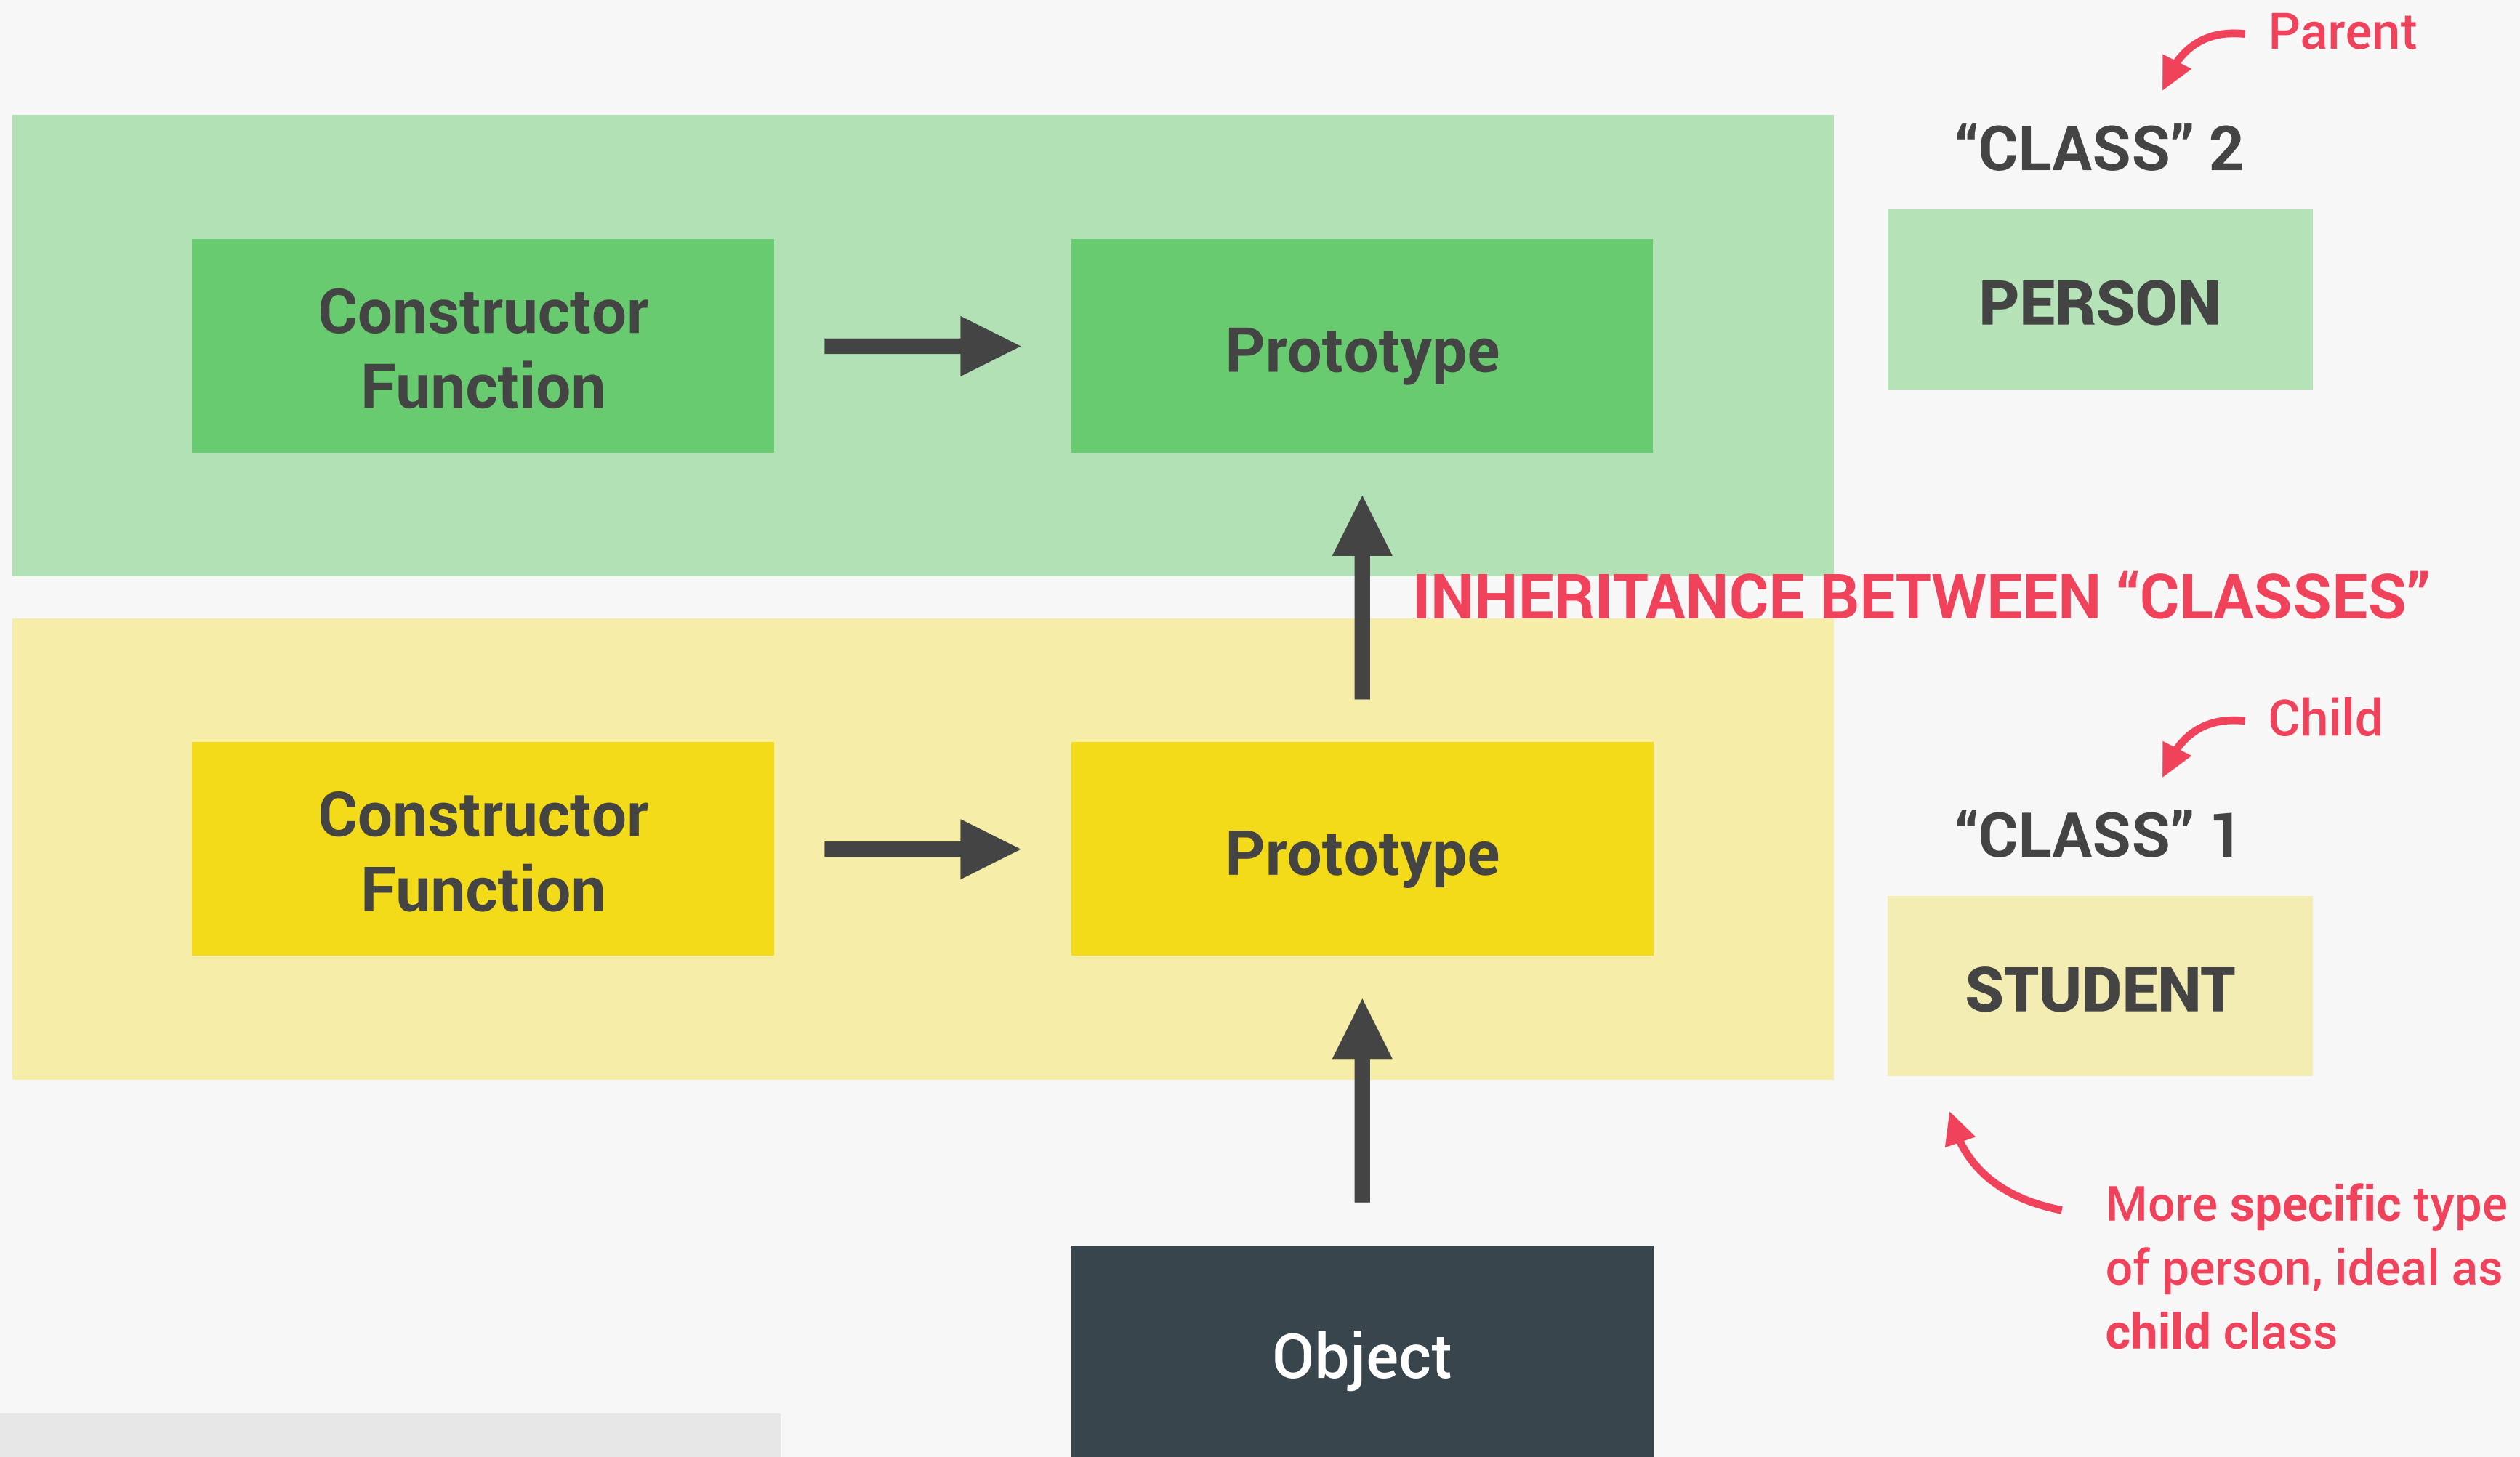 Parent
“CLASS” 2
PERSON
Constructor
Function
Prototype
INHERITANCE BETWEEN “CLASSES”
Child
“CLASS” 1
STUDENT
Constructor
Function
Prototype
More specific type
of person, ideal as
child class
Object